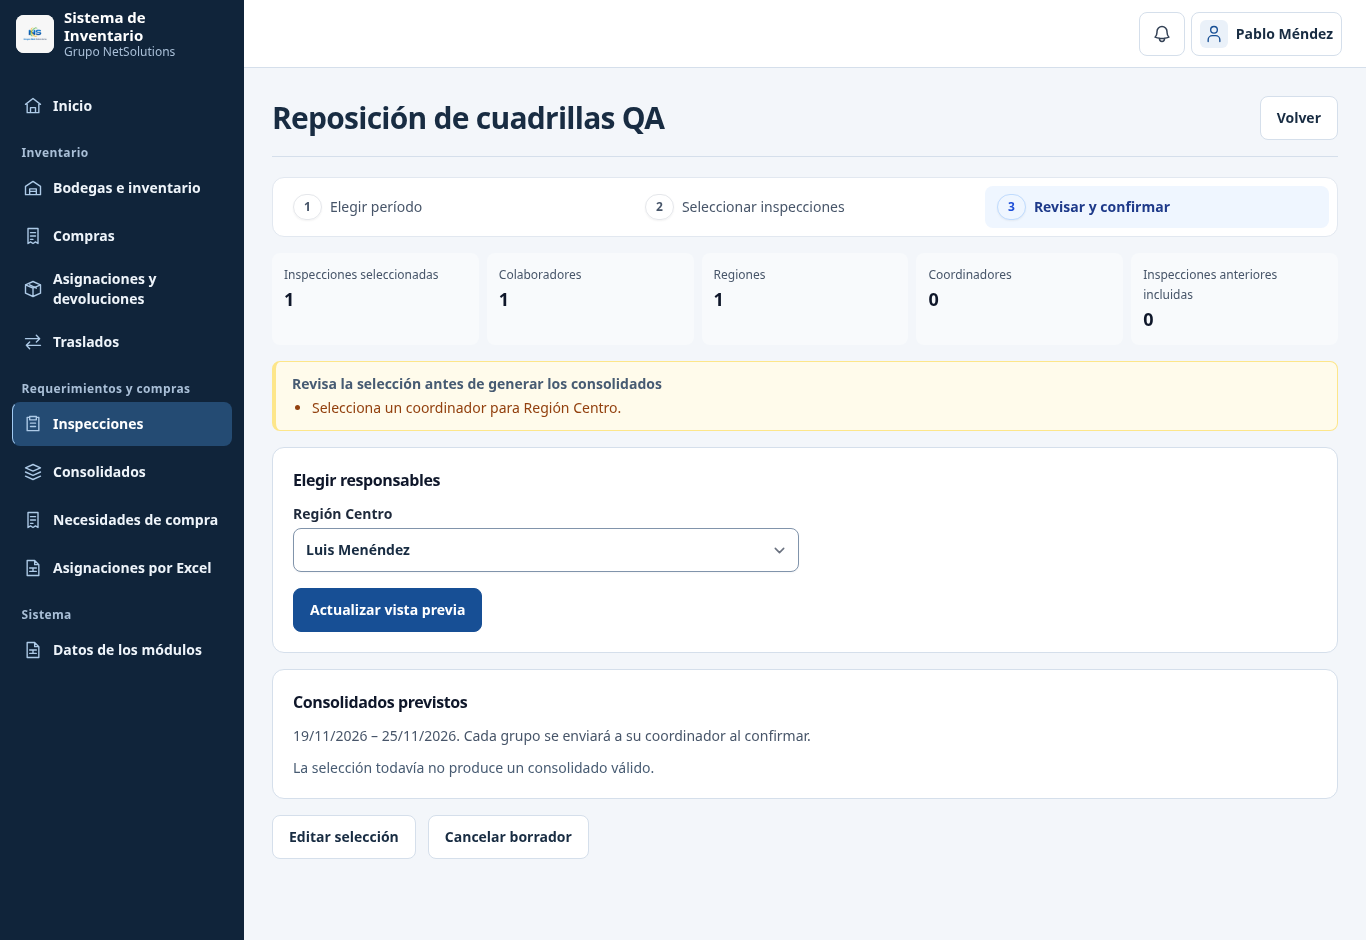 Sistema de
Inventario
Grupo NetSolutions
Inicio
Inventario
Bodegas e inventario
Compras
Asignaciones y
devoluciones
Traslados
Requerimientos y compras
Inspecciones
Consolidados
Necesidades de compra
Asignaciones por Excel
Sistema
Datos de los módulos
Pablo Méndez
Reposición de cuadrillas QA
Volver
1 Elegir período
2 Seleccionar inspecciones
3 Revisar y confirmar
Inspecciones seleccionadas
1
Colaboradores
1
Regiones
1
Coordinadores
0
Inspecciones anteriores
incluidas
0
Revisa la selección antes de generar los consolidados
• Selecciona un coordinador para Región Centro.
Elegir responsables
Región Centro
Luis Menéndez
Actualizar vista previa
Consolidados previstos
19/11/2026 – 25/11/2026. Cada grupo se enviará a su coordinador al confirmar.
La selección todavía no produce un consolidado válido.
Editar selección
Cancelar borrador